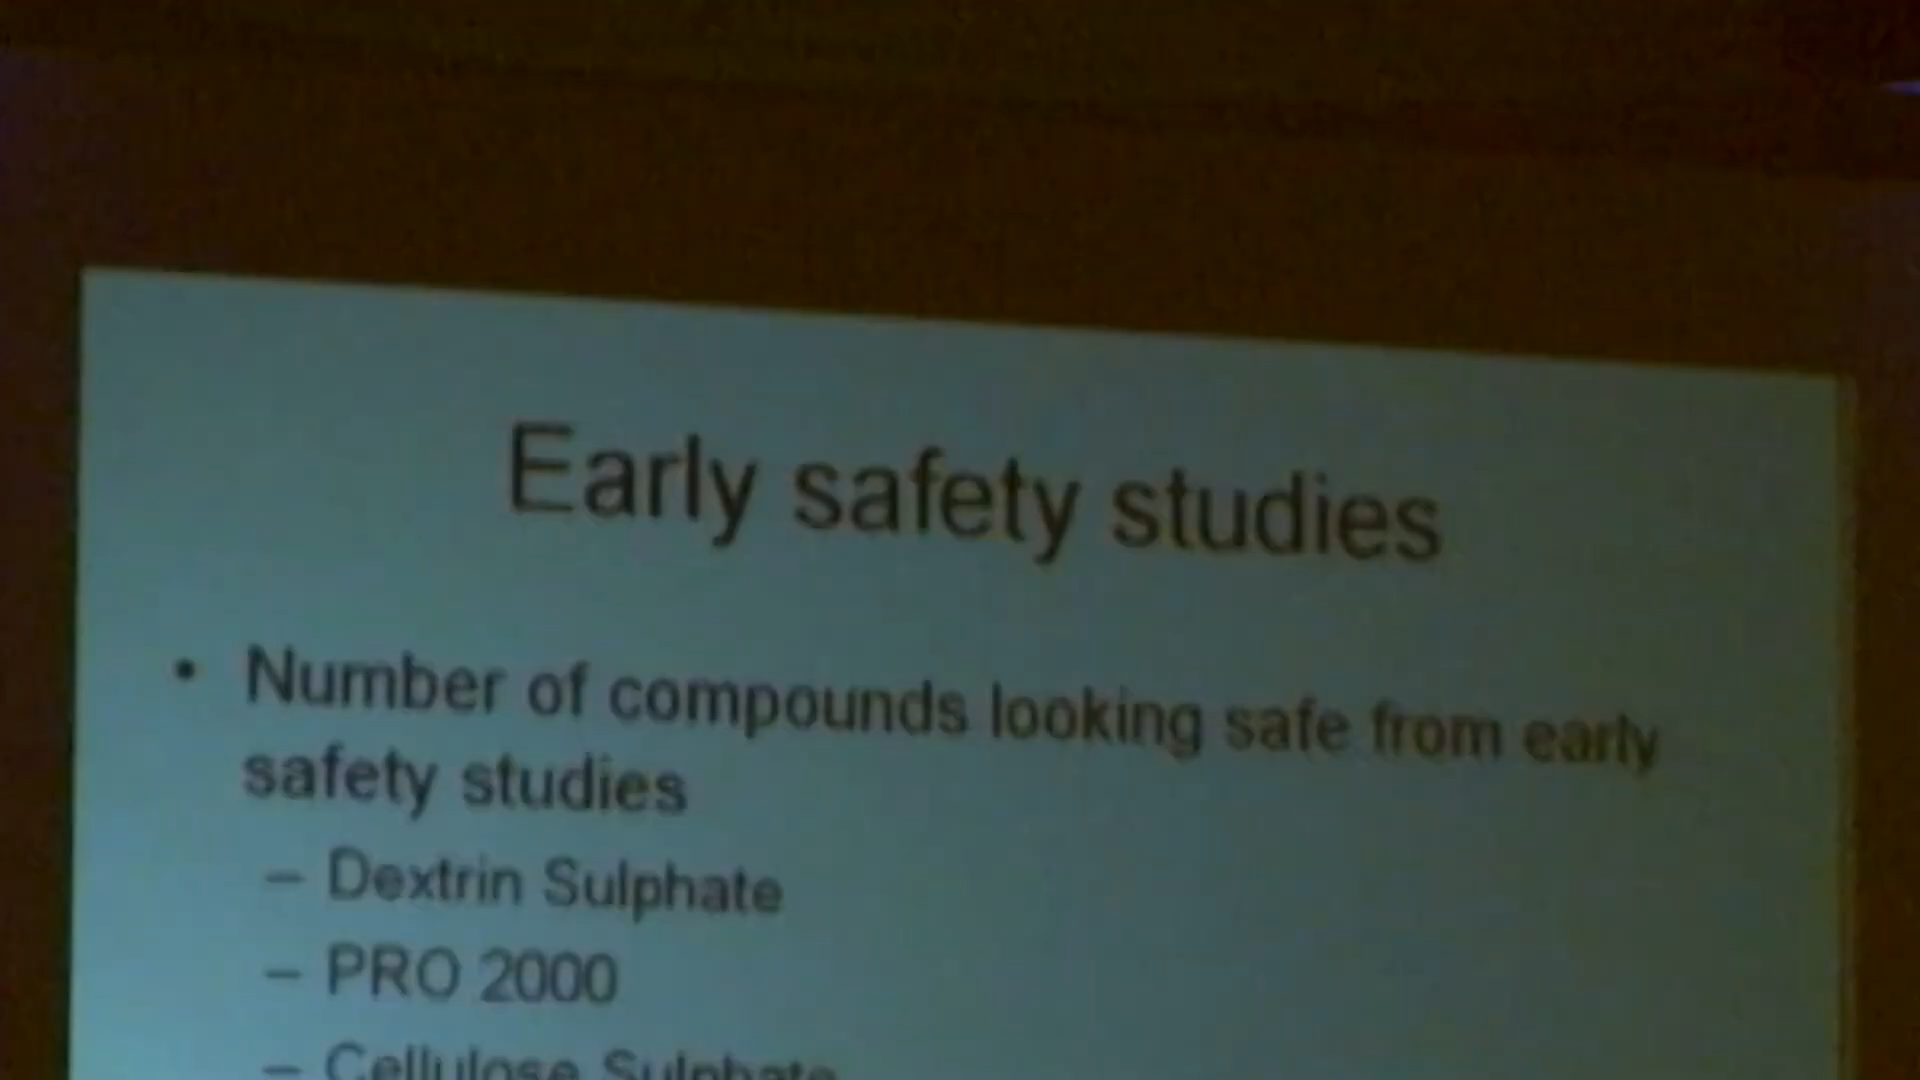 Early safety studies
• Number of compounds looking safe from early
safety studies
– Dextrin Sulphate
– PRO 2000
– Cellulose Sulphate